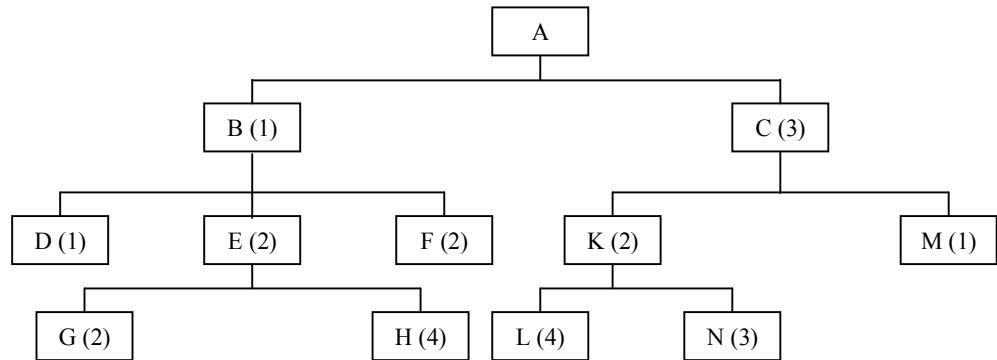 A
B (1) C (3)
D (1) E (2) F (2) K (2) M (1)
G (2) H (4) L (4) N (3)